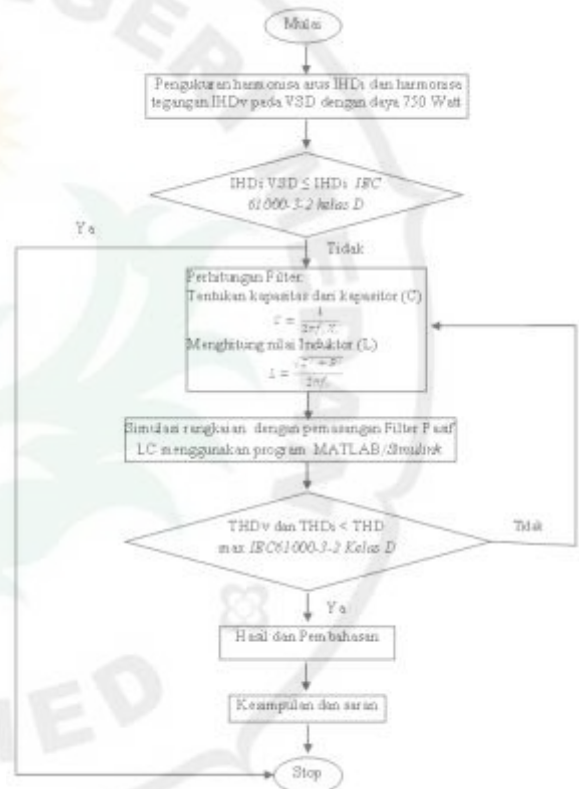 Mulai
Pengukuran harmonisa arus IHDi dan harmonisa
tegangan IHDv pada VSD dengan daya 750 Watt
IHDi VSD ≤ IHDi IEC
61000-3-2 kelas D
Ya
Tidak
Perhitungan Filter:
Tentukan kapasitas dari kapasitor (C)
Menghitung nilai Induktor (L)
Simulasi rangkaian dengan pemasangan Filter Pasif
LC menggunakan program MATLAB/Simulink
THDv dan THDi < THD
max IEC61000-3-2 Kelas D
Tidak
Ya
Hasil dan Pembahasan
Kesimpulan dan saran
Stop